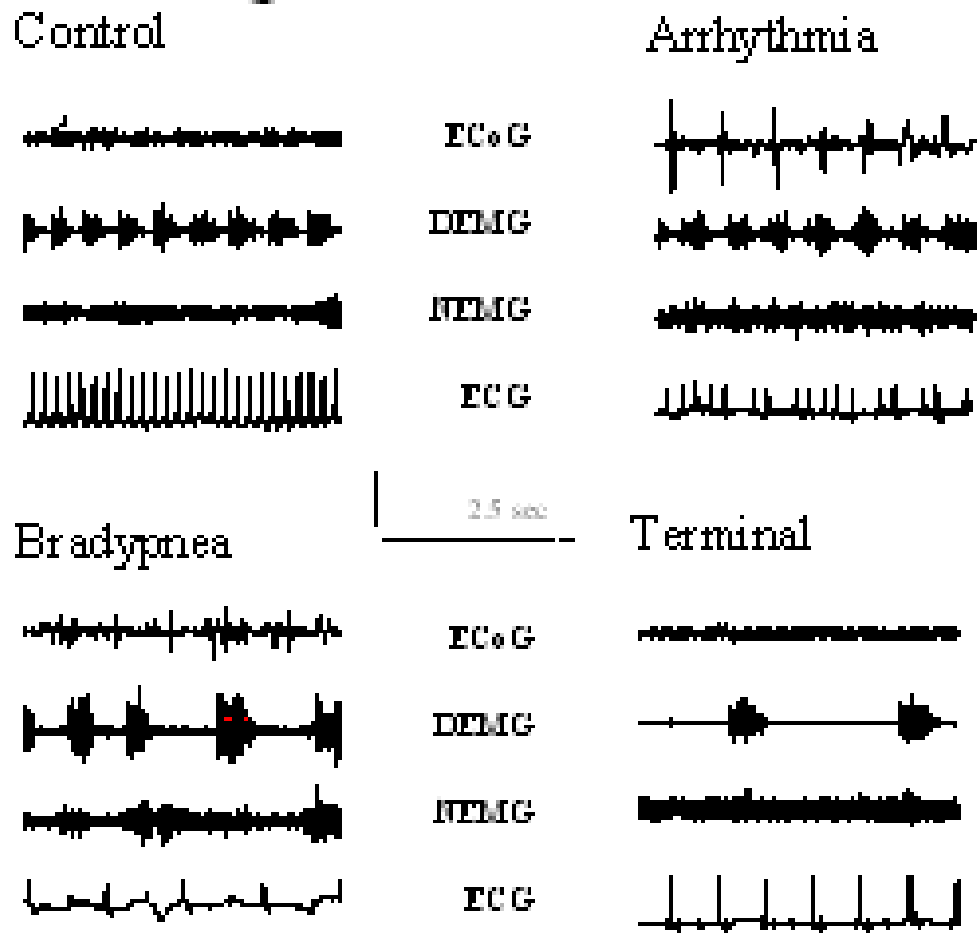 Control
Arrhythmia
ECoG
DEMG
NEMG
ECG
2.5 sec
Bradypnea
Terminal
ECoG
DEMG
NEMG
ECG